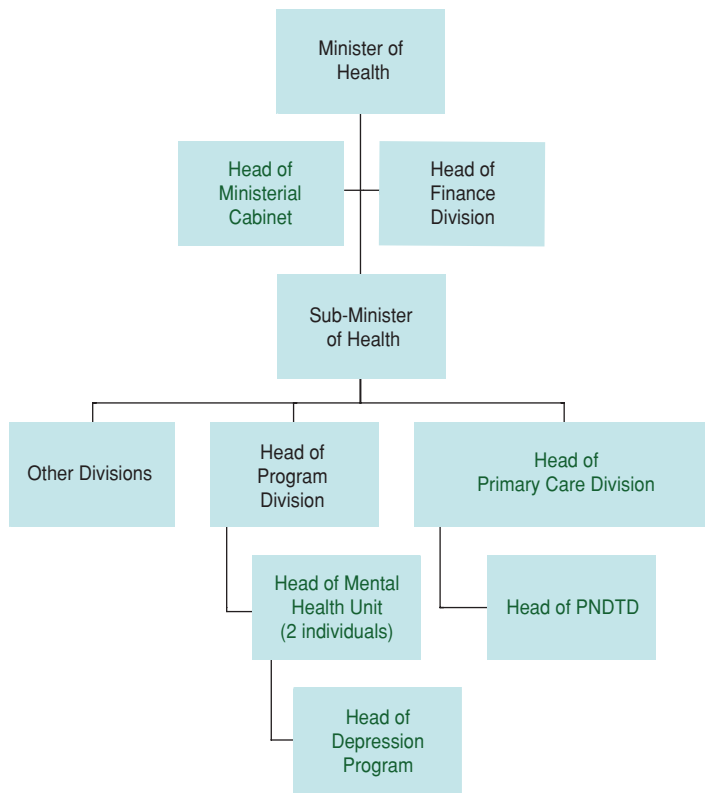 Minister of
Health
Head of
Ministerial
Cabinet
Head of
Finance
Division
Sub-Minister
of Health
Other Divisions
Head of
Program
Division
Head of
Primary Care Division
Head of Mental
Health Unit
(2 individuals)
Head of PNDTD
Head of
Depression
Program